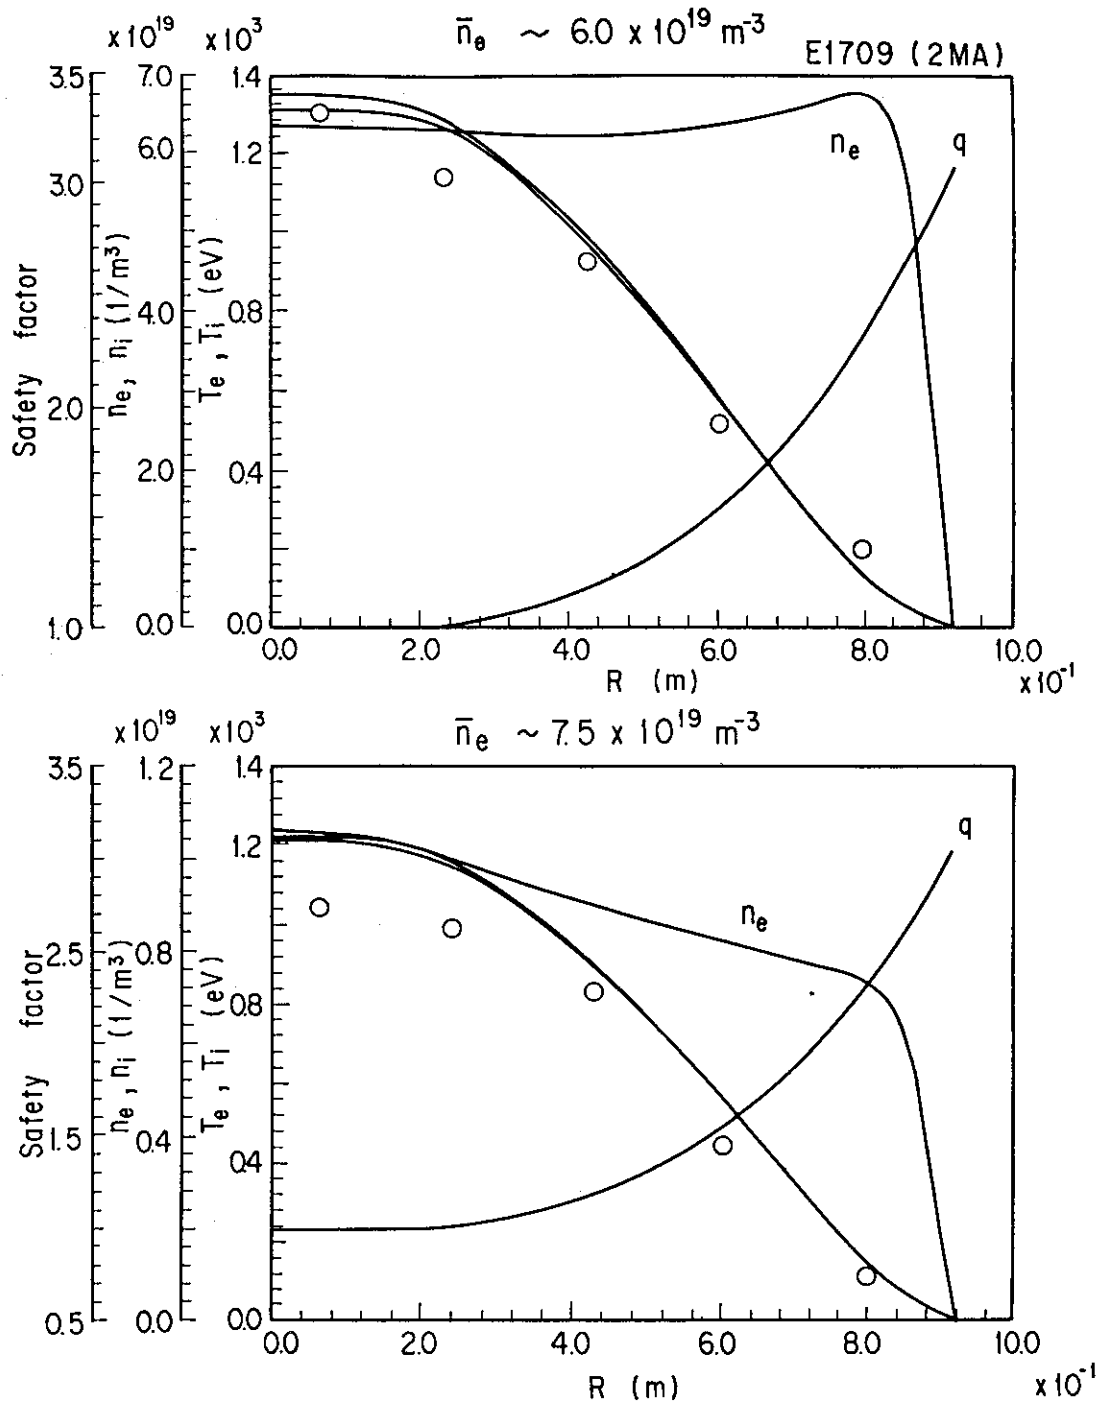 n̄e ~ 6.0 x 10^19 m^-3
E1709 (2MA)
x10^19 x10^3
3.5 7.0 1.4
6.0 1.2
3.0
4.0 0.8
2.0
2.0 0.4
1.0 0.0 0.0
Safety factor
ne, ni (1/m^3)
Te, Ti (eV)
ne
q
0.0 2.0 4.0 6.0 8.0 10.0
R (m) x10^-1
x10^19 x10^3
n̄e ~ 7.5 x 10^19 m^-3
3.5 1.2 1.4
1.2
2.5 0.8
0.8
1.5 0.4
0.4
0.5 0.0 0.0
Safety factor
ne, ni (1/m^3)
Te, Ti (eV)
q
ne
0.0 2.0 4.0 6.0 8.0 10.0
R (m) x10^-1